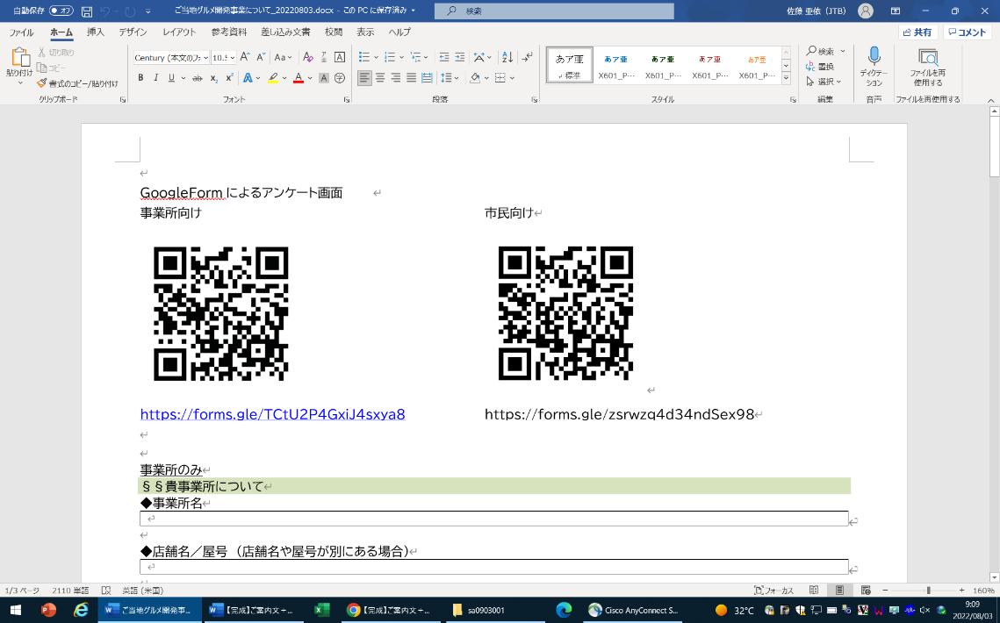 自動保存 オフ ご当地グルメ開発事業について_20220803.docx - この PC に保存済み 検索 佐藤 亜依 (JTB)
ファイル ホーム 挿入 デザイン レイアウト 参考資料 差し込み文書 校閲 表示 ヘルプ 共有 コメント
貼り付け 切り取り コピー 書式のコピー/貼り付け
Century (本文のフ 10.5
あア亜 あア亜 あア亜 あア亜 あア亜
標準 X601_P… X601_P… X601_P… X601_P…
検索 置換 選択
ディクテーション
ファイルを再使用する
クリップボード フォント 段落 スタイル 編集 音声 ファイルを再使用する
GoogleForm によるアンケート画面
事業所向け 市民向け
https://forms.gle/TCtU2P4GxiJ4sxya8 https://forms.gle/zsrwzq4d34ndSex98
事業所のみ
§§貴事業所について
◆事業所名
◆店舗名／屋号（店舗名や屋号が別にある場合）
1/3 ページ 2110 単語 英語 (米国) フォーカス 160%
ご当地グルメ開発事... 【完成】ご案内文＋... 【完成】ご案内文＋... sa0903001 Cisco AnyConnect S... 32°C 9:09
2022/08/03